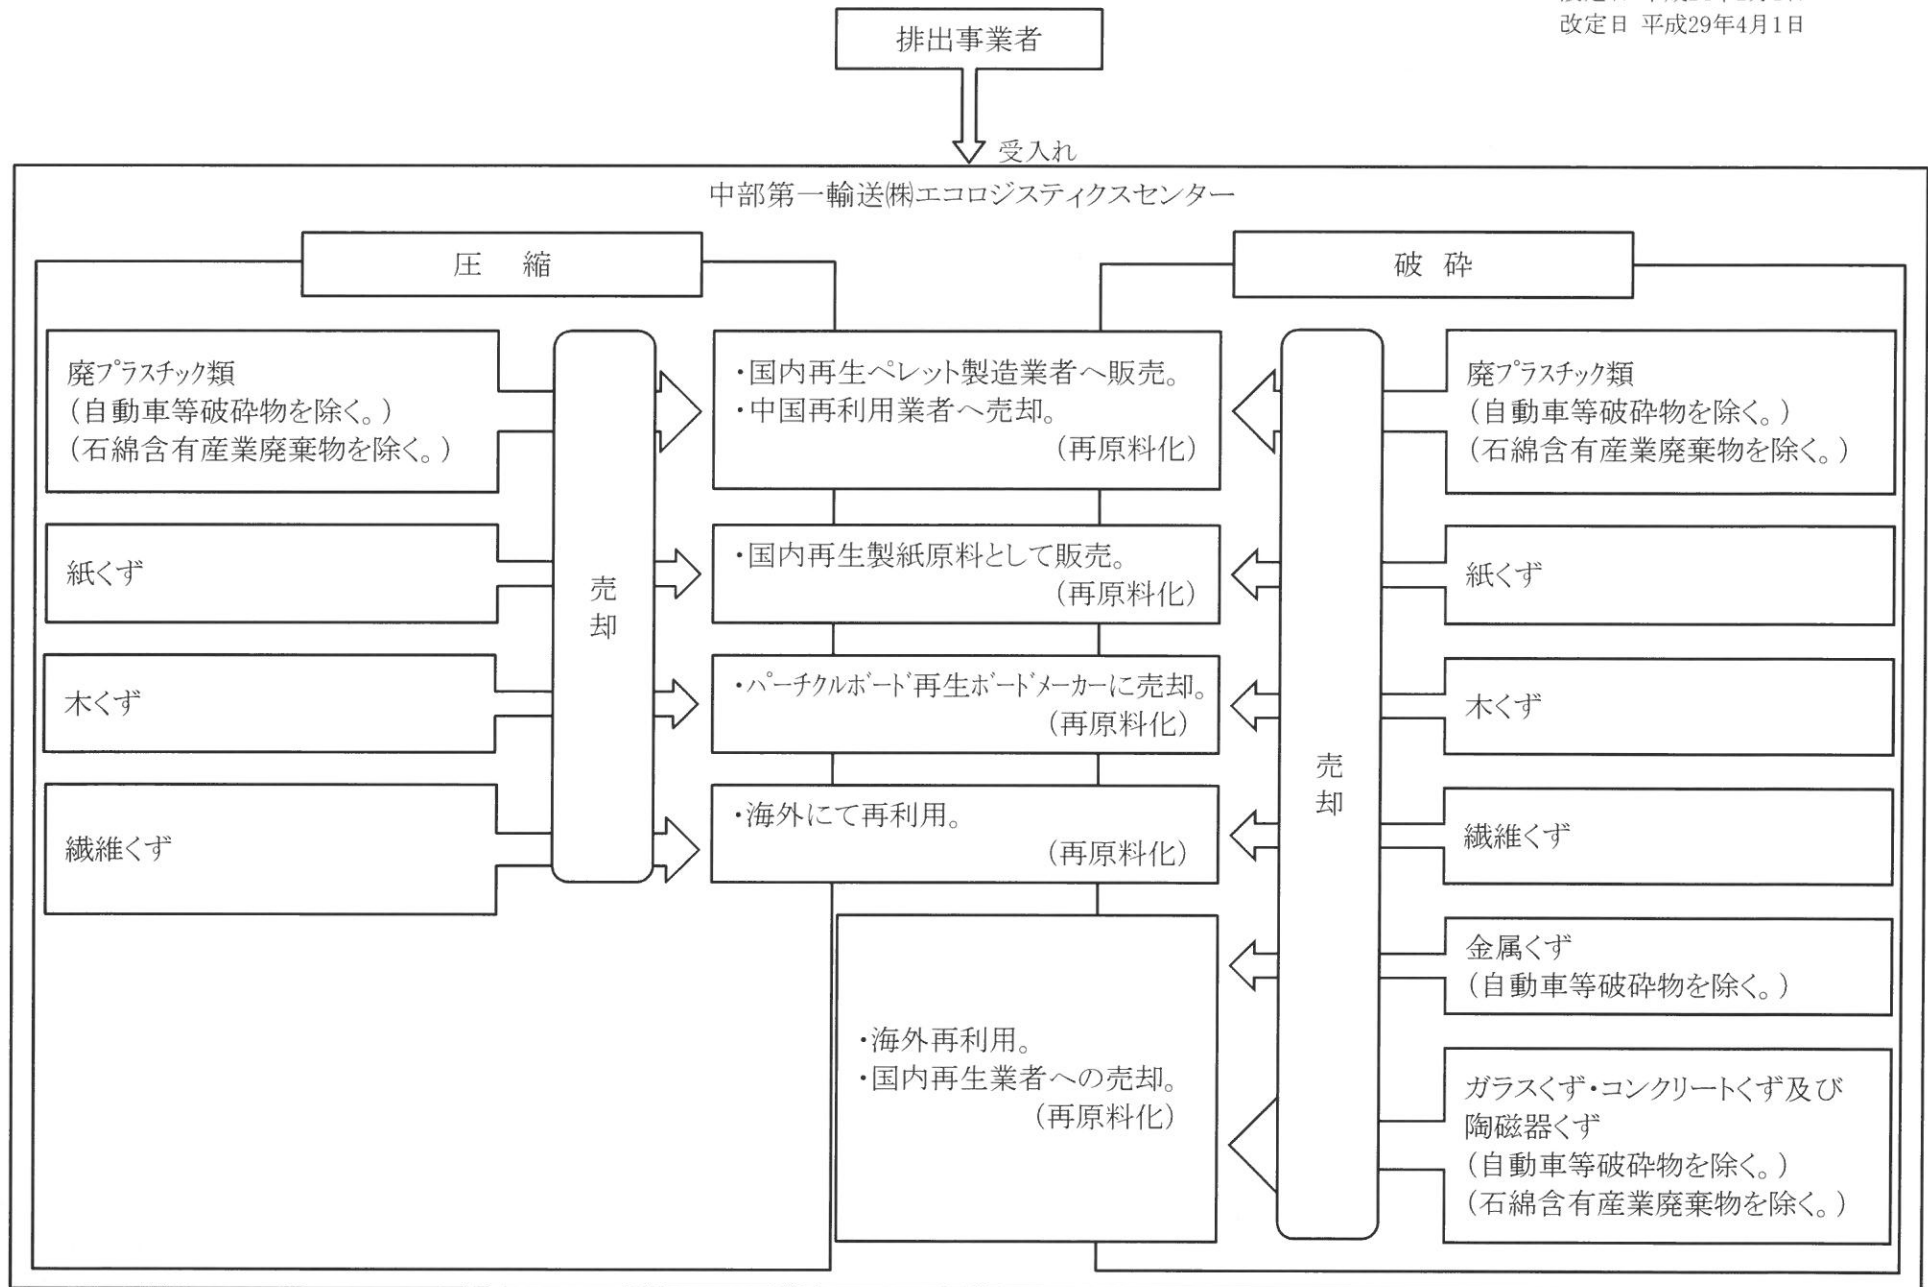 改定日 平成29年4月1日
排出事業者
受入れ
中部第一輸送㈱エコロジスティクスセンター
圧 縮
廃プラスチック類
(自動車等破砕物を除く。)
(石綿含有産業廃棄物を除く。)
紙くず
木くず
繊維くず
売却
・国内再生ペレット製造業者へ販売。
・中国再利用業者へ売却。
(再原料化)
・国内再生製紙原料として販売。
(再原料化)
・パーチクルボード再生ボードメーカーに売却。
(再原料化)
・海外にて再利用。
(再原料化)
・海外再利用。
・国内再生業者への売却。
(再原料化)
破 砕
売却
廃プラスチック類
(自動車等破砕物を除く。)
(石綿含有産業廃棄物を除く。)
紙くず
木くず
繊維くず
金属くず
(自動車等破砕物を除く。)
ガラスくず・コンクリートくず及び
陶磁器くず
(自動車等破砕物を除く。)
(石綿含有産業廃棄物を除く。)